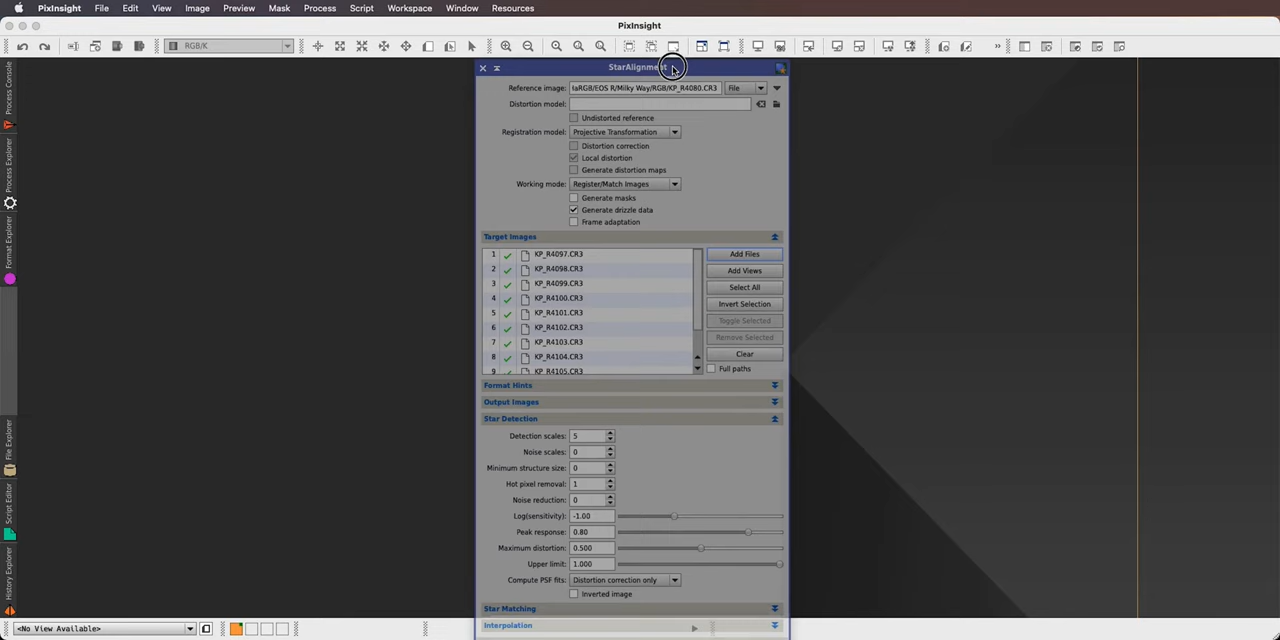 PixInsight File Edit View Image Preview Mask Process Script Workspace Window Resources
PixInsight
RGB/K
Process Console
Process Explorer
Format Explorer
File Explorer
Script Editor
History Explorer
StarAlignment
Reference image: /EOS R/Milky Way/RGB/KP_R4080.CR3 File
Distortion model:
Undistorted reference
Registration model: Projective Transformation
Distortion correction
Local distortion
Generate distortion maps
Working mode: Register/Match Images
Generate masks
Generate drizzle data
Frame adaptation
Target Images
1 KP_R4097.CR3
2 KP_R4098.CR3
3 KP_R4099.CR3
4 KP_R4100.CR3
5 KP_R4101.CR3
6 KP_R4102.CR3
7 KP_R4103.CR3
8 KP_R4104.CR3
9 KP_R4105.CR3
Add Files
Add Views
Select All
Invert Selection
Toggle Selected
Remove Selected
Clear
Full paths
Format Hints
Output Images
Star Detection
Detection scales: 5
Noise scales: 0
Minimum structure size: 0
Hot pixel removal: 1
Noise reduction: 0
Log(sensitivity): -1.00
Peak response: 0.80
Maximum distortion: 0.500
Upper limit: 1.000
Compute PSF fits: Distortion correction only
Inverted image
Star Matching
Interpolation
<No View Available>